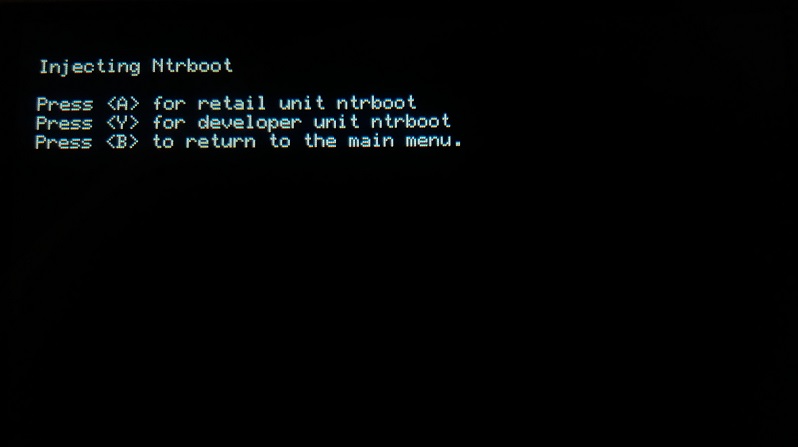 Injecting Ntrboot
Press <A> for retail unit ntrboot
Press <Y> for developer unit ntrboot
Press <B> to return to the main menu.